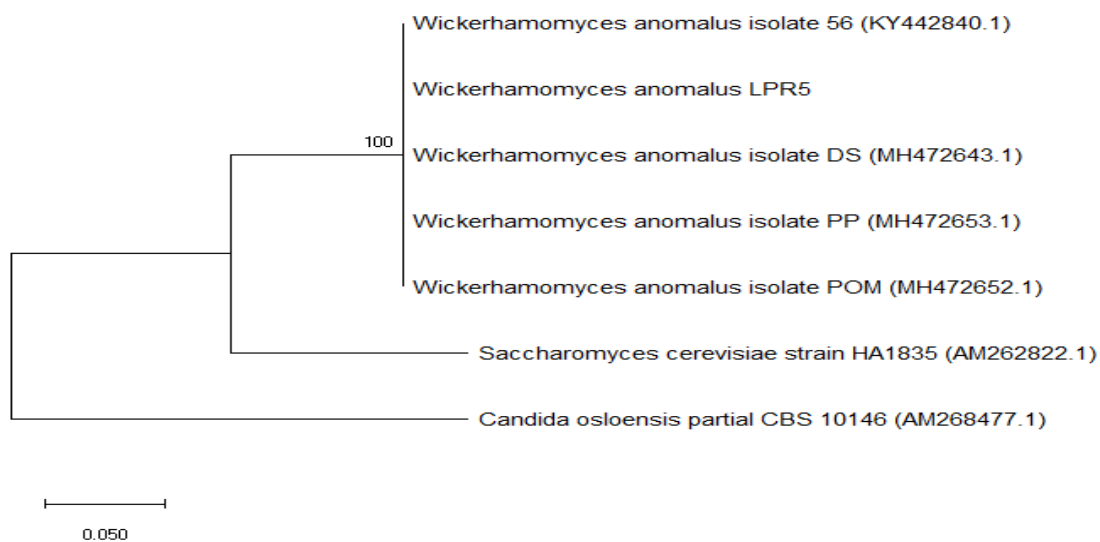 Wickerhamomyces anomalus isolate 56 (KY442840.1)
Wickerhamomyces anomalus LPR5
100
Wickerhamomyces anomalus isolate DS (MH472643.1)
Wickerhamomyces anomalus isolate PP (MH472653.1)
Wickerhamomyces anomalus isolate POM (MH472652.1)
Saccharomyces cerevisiae strain HA1835 (AM262822.1)
Candida osloensis partial CBS 10146 (AM268477.1)
0.050